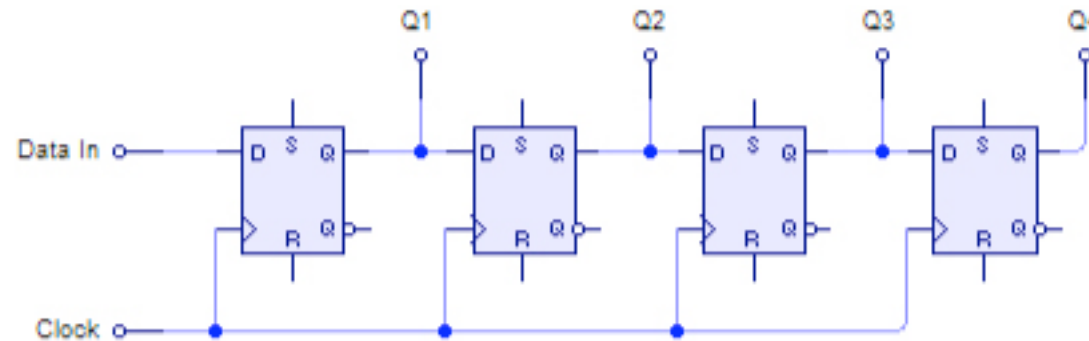 Q1 Q2 Q3
Data In D S Q D S Q D S Q D S Q
R Q R Q R Q R Q
Clock